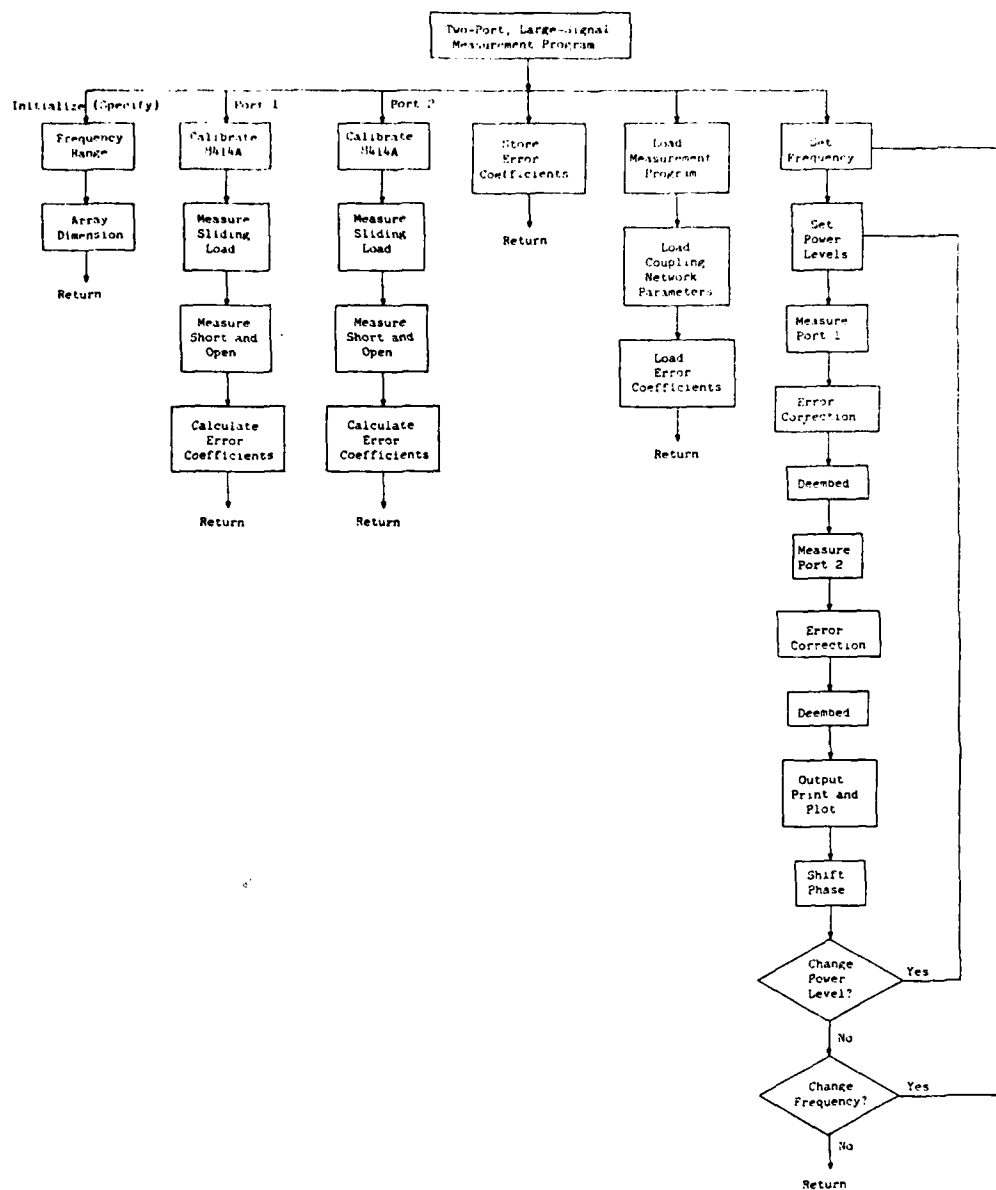 Two-Port, Large-Signal
Measurement Program
Initialize (Specify)
Port 1
Port 2
Frequency
Range
Array
Dimension
Return
Calibrate
8414A
Measure
Sliding
Load
Measure
Short and
Open
Calculate
Error
Coefficients
Return
Calibrate
8414A
Measure
Sliding
Load
Measure
Short and
Open
Calculate
Error
Coefficients
Return
Store
Error
Coefficients
Return
Load
Measurement
Program
Load
Coupling
Network
Parameters
Load
Error
Coefficients
Return
Set
Frequency
Set
Power
Levels
Measure
Port 1
Error
Correction
Deembed
Measure
Port 2
Error
Correction
Deembed
Output
Print and
Plot
Shift
Phase
Change
Power
Level?
Yes
No
Change
Frequency?
Yes
No
Return